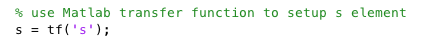 % use Matlab transfer function to setup s element
s = tf('s');